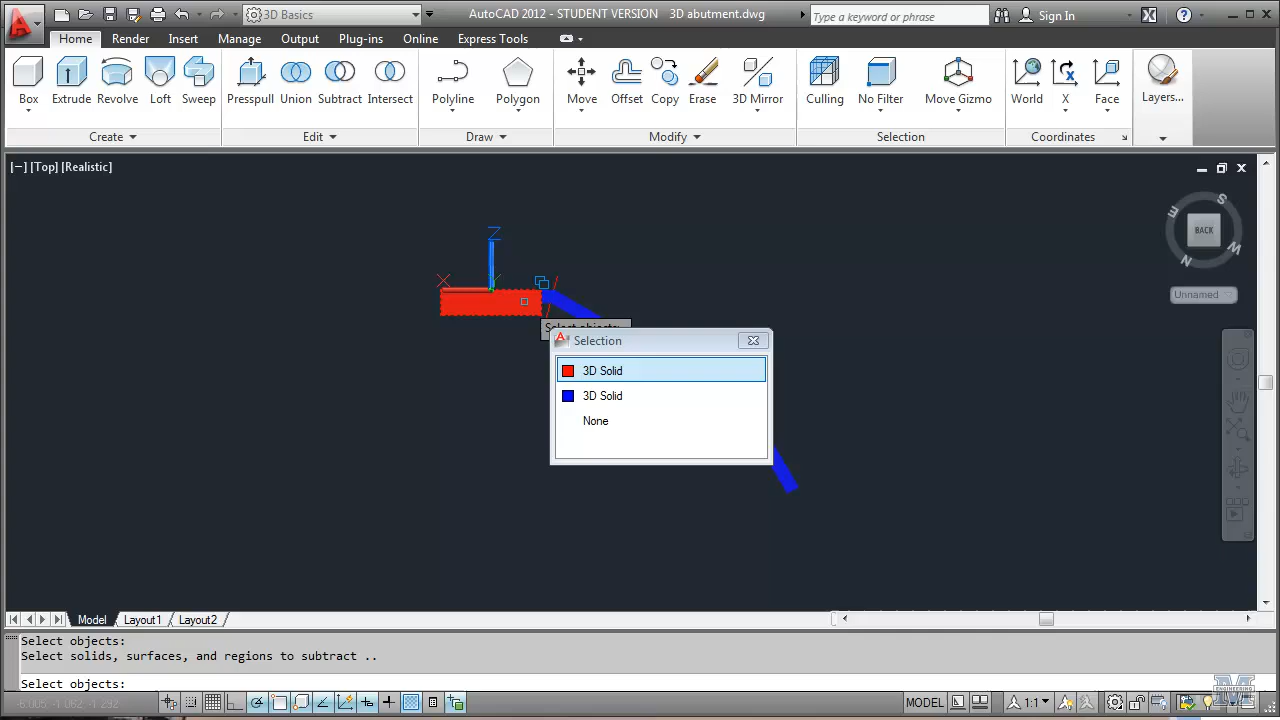 3D Basics
AutoCAD 2012 - STUDENT VERSION 3D abutment.dwg
Type a keyword or phrase
Sign In
Home Render Insert Manage Output Plug-ins Online Express Tools
Box Extrude Revolve Loft Sweep Presspull Union Subtract Intersect Polyline Polygon Move Offset Copy Erase 3D Mirror Culling No Filter Move Gizmo World X Face Layers...
Create Edit Draw Modify Selection Coordinates
[−] [Top] [Realistic]
S
E
BACK
W
N
Unnamed
Z
X
Select objects:
Selection
3D Solid
3D Solid
None
Model Layout1 Layout2
Select objects:
Select solids, surfaces, and regions to subtract ..
Select objects:
MODEL
1:1